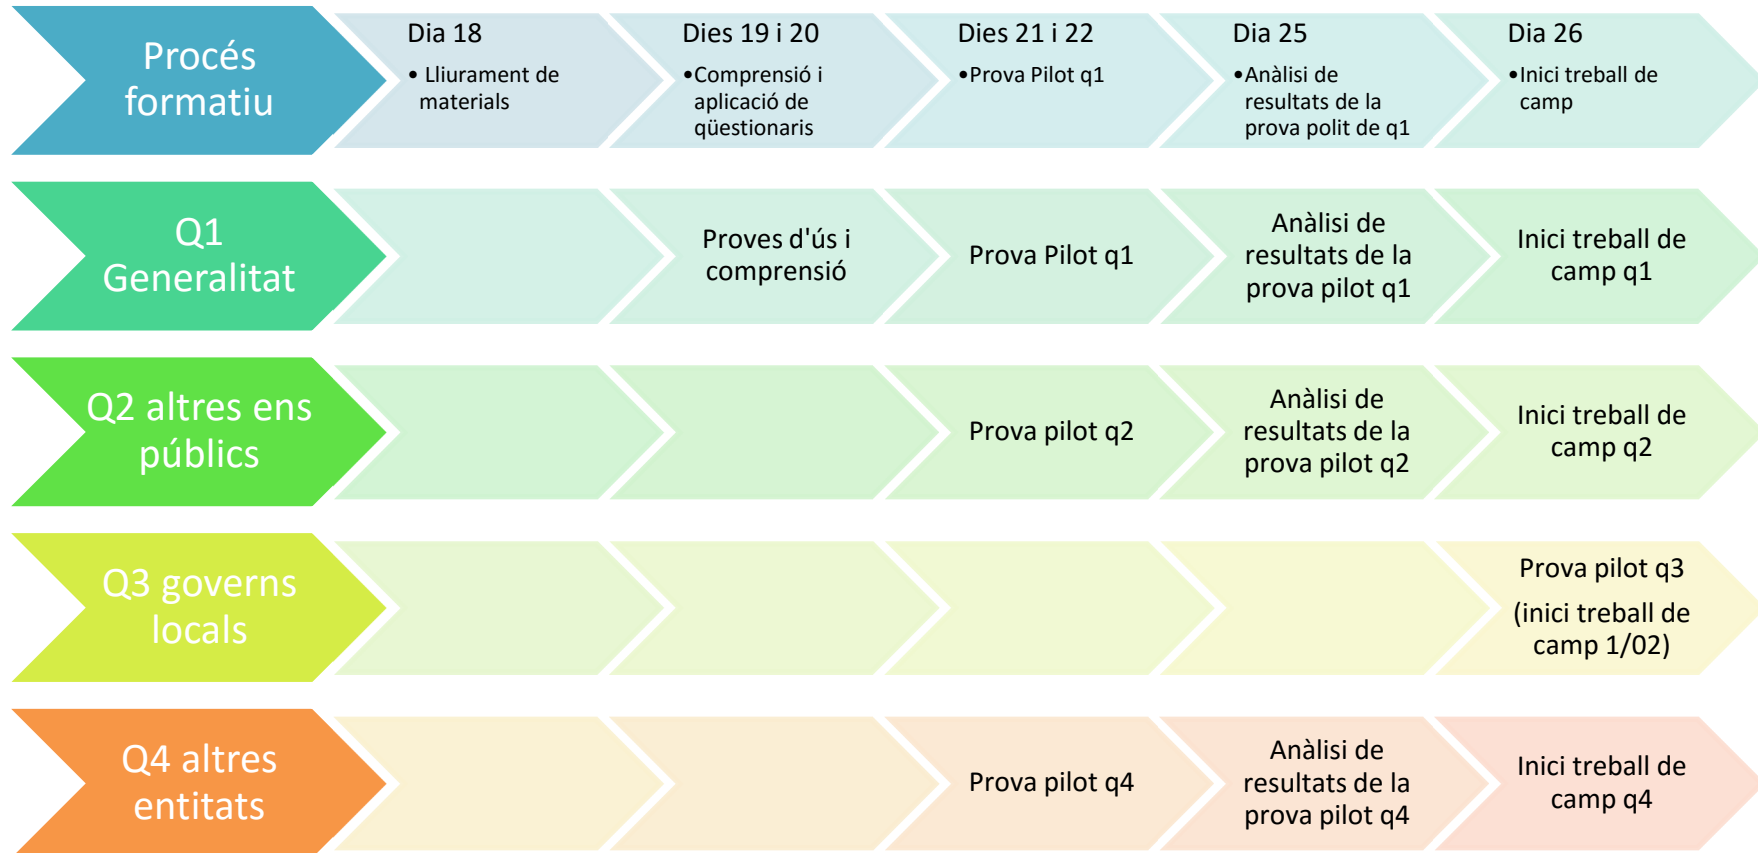 Procés
formatiu
Dia 18
• Lliurament de
materials
Dies 19 i 20
•Comprensió i
aplicació de
qüestionaris
Dies 21 i 22
•Prova Pilot q1
Dia 25
•Anàlisi de
resultats de la
prova polit de q1
Dia 26
•Inici treball de
camp
Q1
Generalitat
Proves d'ús i
comprensió
Prova Pilot q1
Anàlisi de
resultats de la
prova pilot q1
Inici treball de
camp q1
Q2 altres ens
públics
Prova pilot q2
Anàlisi de
resultats de la
prova pilot q2
Inici treball de
camp q2
Q3 governs
locals
Prova pilot q3
(inici treball de
camp 1/02)
Q4 altres
entitats
Prova pilot q4
Anàlisi de
resultats de la
prova pilot q4
Inici treball de
camp q4